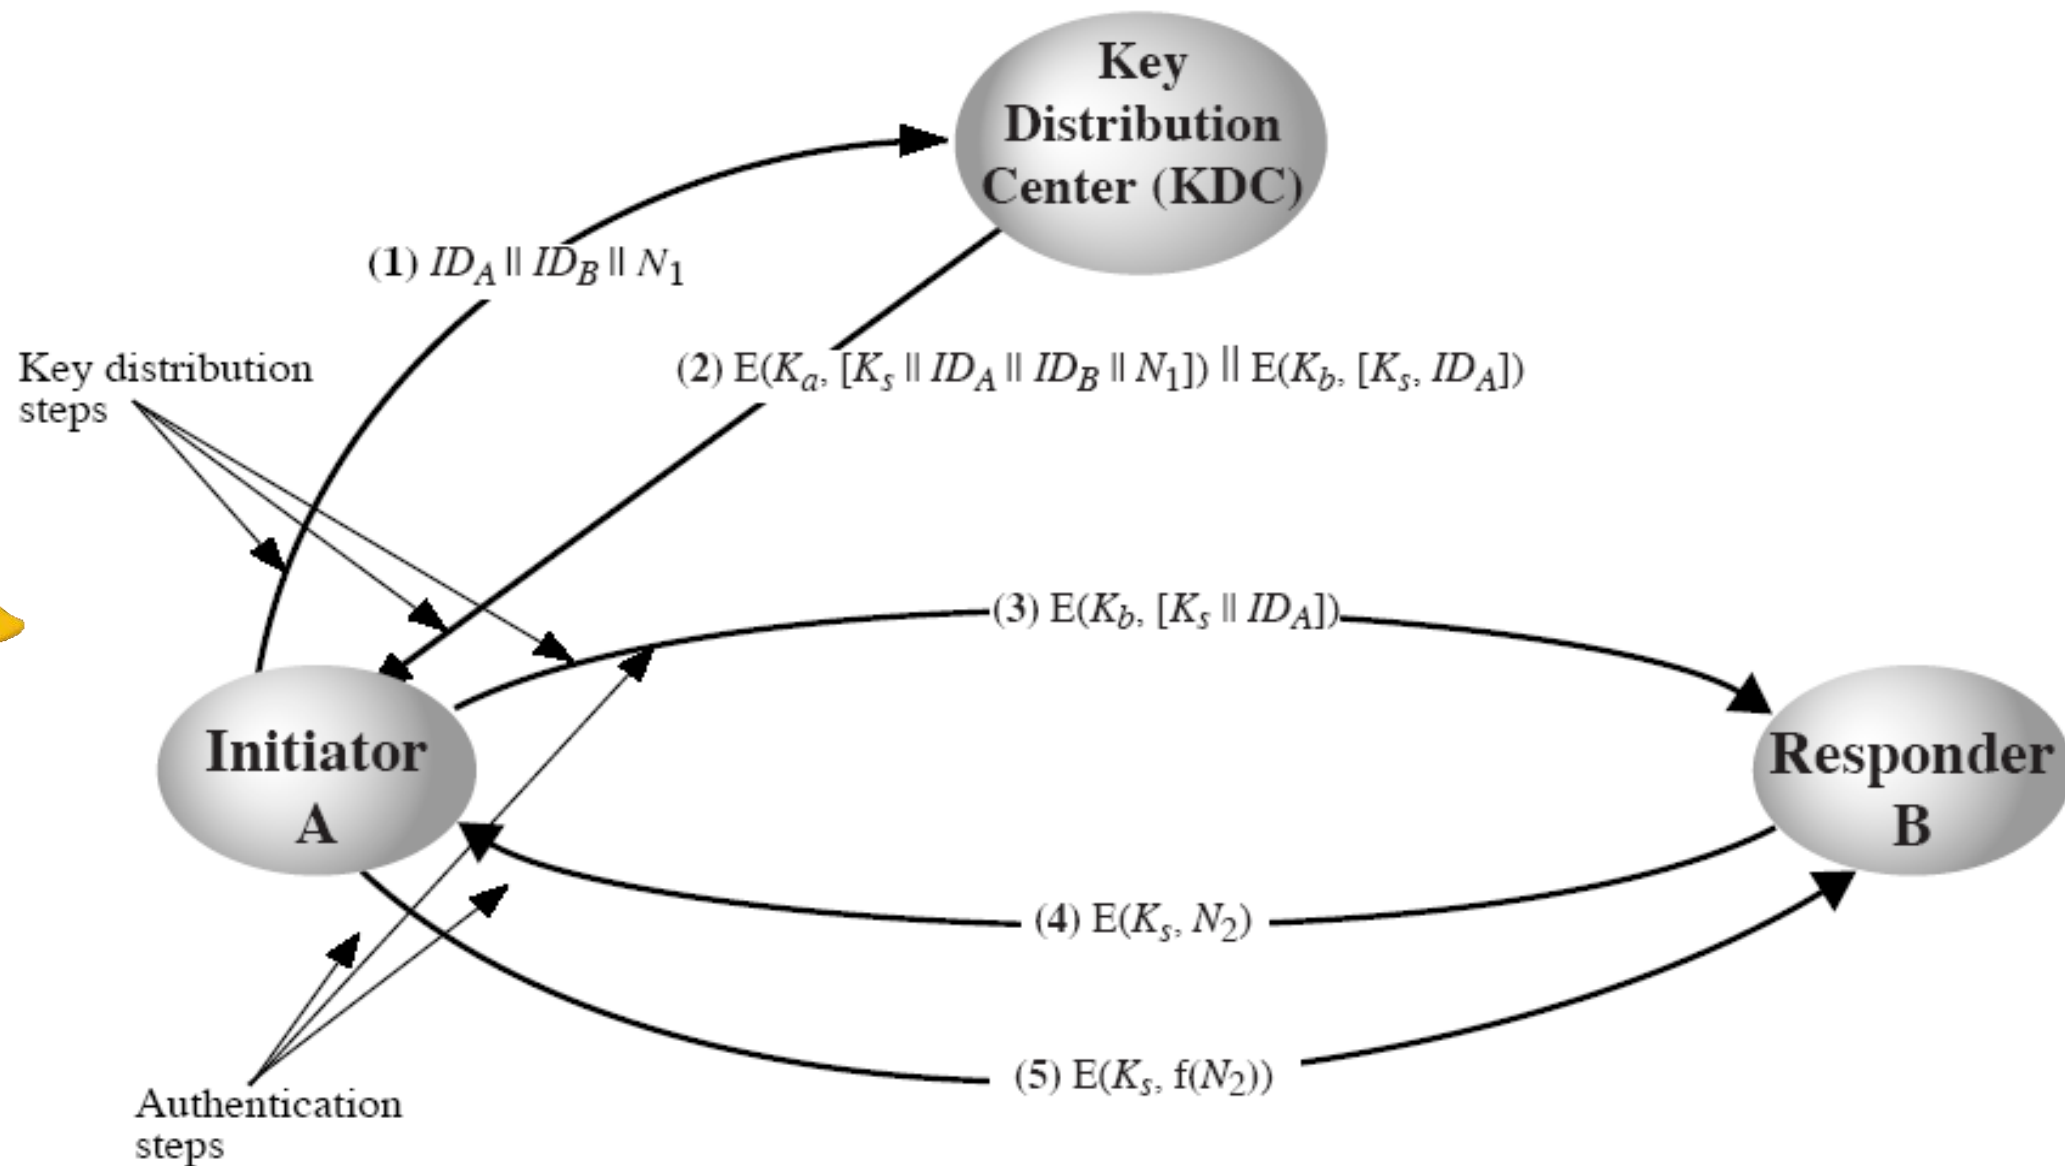 Key
Distribution
Center (KDC)
(1) ID_A || ID_B || N_1
Key distribution
steps
(2) E(K_a, [K_s || ID_A || ID_B || N_1]) || E(K_b, [K_s, ID_A])
(3) E(K_b, [K_s || ID_A])
Initiator
A
Responder
B
(4) E(K_s, N_2)
(5) E(K_s, f(N_2))
Authentication
steps